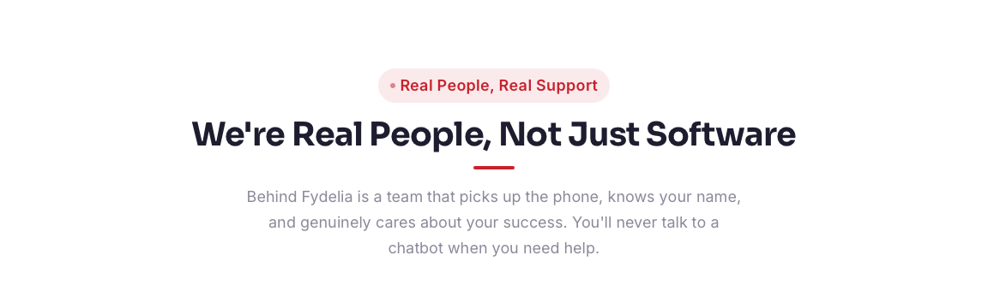 Real People, Real Support
We're Real People, Not Just Software
Behind Fydelia is a team that picks up the phone, knows your name,
and genuinely cares about your success. You'll never talk to a
chatbot when you need help.